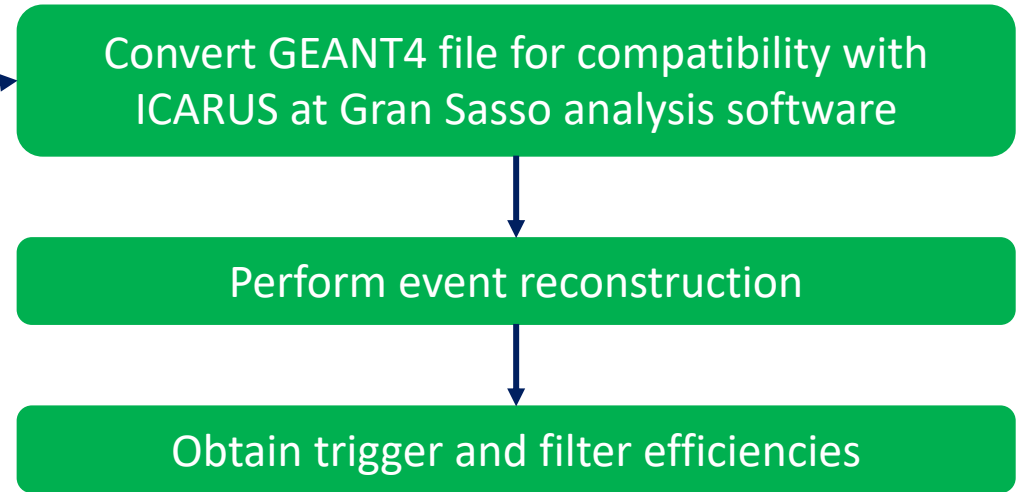 Convert GEANT4 file for compatibility with
ICARUS at Gran Sasso analysis software
Perform event reconstruction
Obtain trigger and filter efficiencies